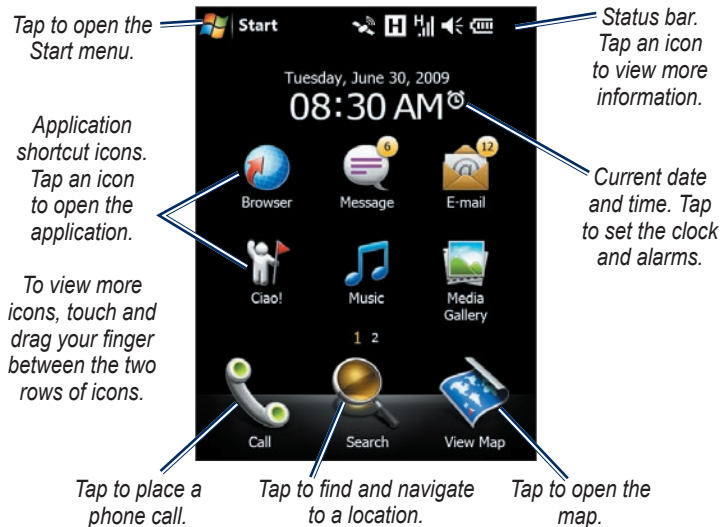 Tap to open the
Start menu.
Start
H
H
Status bar.
Tap an icon
to view more
information.
Tuesday, June 30, 2009
08:30 AM
Application
shortcut icons.
Tap an icon
to open the
application.
6
12
@
Browser
Message
E-mail
Current date
and time. Tap
to set the clock
and alarms.
To view more
icons, touch and
drag your finger
between the two
rows of icons.
Ciao!
Music
Media
Gallery
1 2
Call
Search
View Map
Tap to place a
phone call.
Tap to find and navigate
to a location.
Tap to open the
map.